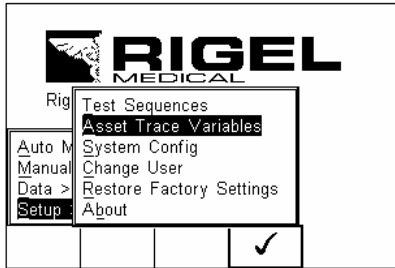 RIGEL
MEDICAL
Rig
Test Sequences
Asset Trace Variables
System Config
Change User
Restore Factory Settings
About
Auto M
Manual
Data >
Setup